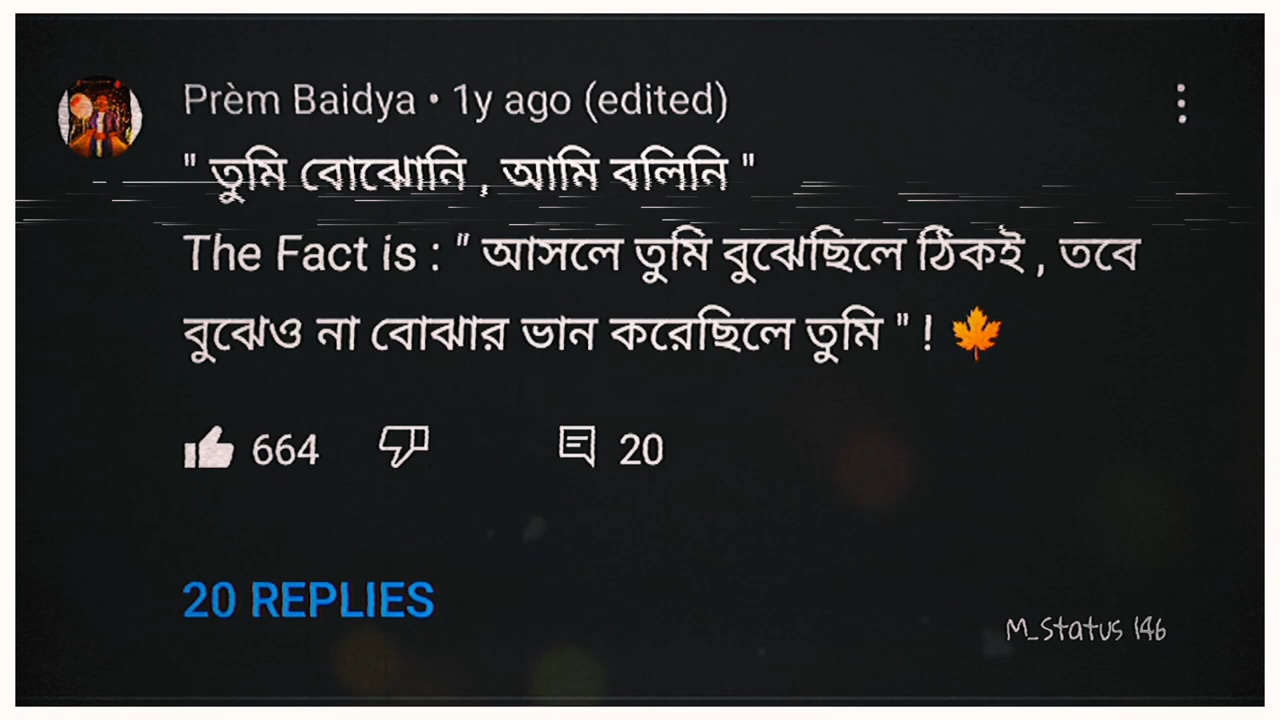 Prèm Baidya • 1y ago (edited)
" তুমি বোঝোনি , আমি বলিনি "
The Fact is : " আসলে তুমি বুঝেছিলে ঠিকই , তবে
বুঝেও না বোঝার ভান করেছিলে তুমি " ! 🍁
664 20
20 REPLIES
M_Status 146